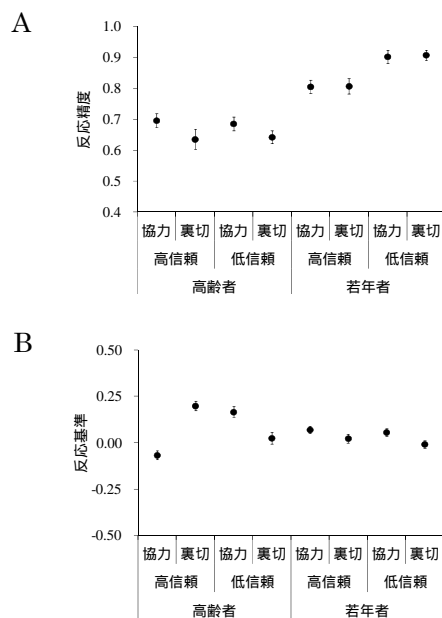 A
反応精度
1.0
0.9
0.8
0.7
0.6
0.5
0.4
協力 裏切 協力 裏切 協力 裏切 協力 裏切
高信頼 低信頼 高信頼 低信頼
高齢者 若年者
B
反応基準
0.50
0.25
0.00
-0.25
-0.50
協力 裏切 協力 裏切 協力 裏切 協力 裏切
高信頼 低信頼 高信頼 低信頼
高齢者 若年者